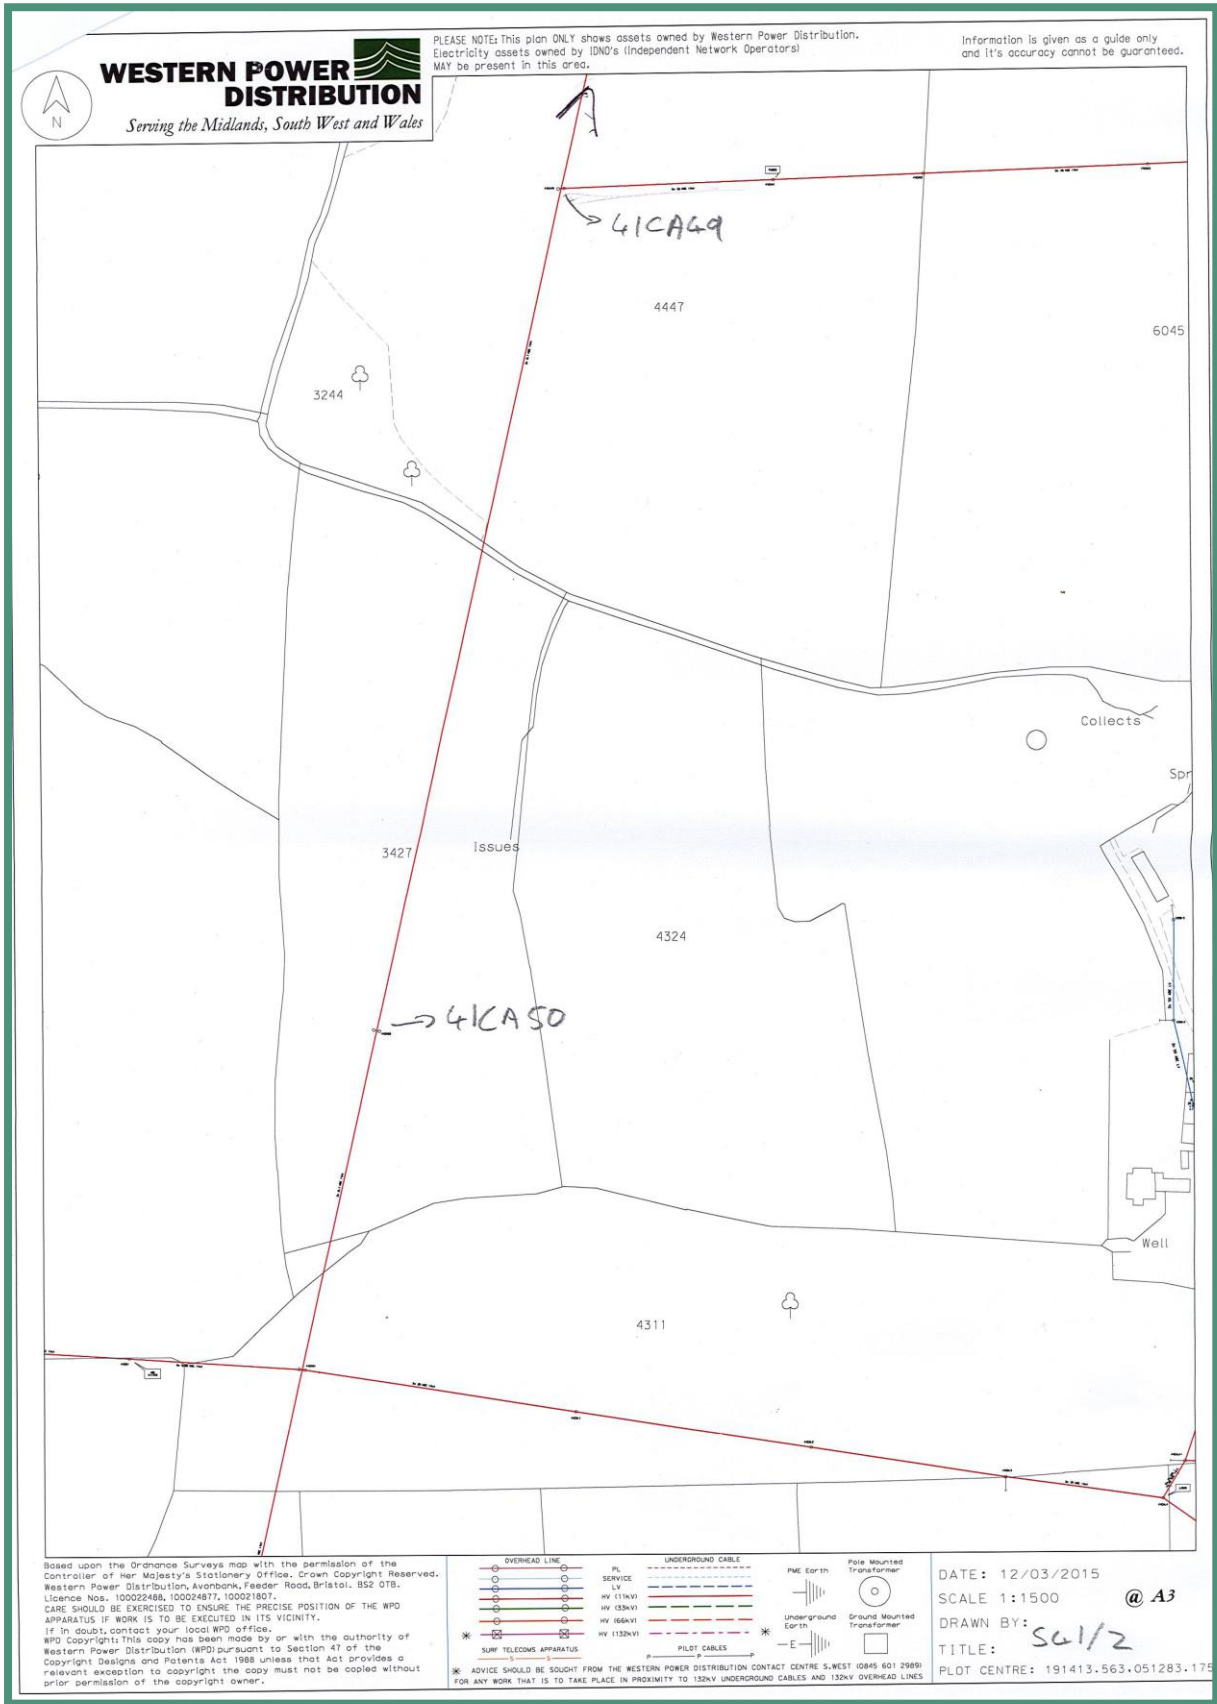 PLEASE NOTE: This plan ONLY shows assets owned by Western Power Distribution.
Electricity assets owned by IDNO's (Independent Network Operators)
MAY be present in this area.
Information is given as a guide only
and it's accuracy cannot be guaranteed.
WESTERN POWER
DISTRIBUTION
Serving the Midlands, South West and Wales
N
41CA49
4447
6045
3244
Collects
Spr
3427
Issues
4324
41CA50
Well
4311
Based upon the Ordnance Surveys map with the permission of the
Controller of Her Majesty's Stationery Office. Crown Copyright Reserved.
Western Power Distribution, Avonbank, Feeder Road, Bristol. BS2 0TB.
Licence Nos. 100022488, 100024877, 100021807.
CARE SHOULD BE EXERCISED TO ENSURE THE PRECISE POSITION OF THE WPD
APPARATUS IF WORK IS TO BE EXECUTED IN ITS VICINITY.
If in doubt, contact your local WPD office.
WPD Copyright: This copy has been made by or with the authority of
Western Power Distribution (WPD) pursuant to Section 47 of the
Copyright Designs and Patents Act 1988 unless that Act provides a
relevant exception to copyright the copy must not be copied without
prior permission of the copyright owner.
OVERHEAD LINE
UNDERGROUND CABLE
PL
SERVICE
LV
HV (11kV)
HV (33kV)
HV (66kV)
* HV (132kV) *
SURF TELECOMS APPARATUS
PILOT CABLES
S S
P P P
* ADVICE SHOULD BE SOUGHT FROM THE WESTERN POWER DISTRIBUTION CONTACT CENTRE S.WEST (0845 601 2989)
FOR ANY WORK THAT IS TO TAKE PLACE IN PROXIMITY TO 132kV UNDERGROUND CABLES AND 132kV OVERHEAD LINES
PME Earth
Pole Mounted
Transformer
Underground
Earth
Ground Mounted
Transformer
E
DATE: 12/03/2015
SCALE 1:1500 @ A3
DRAWN BY:
TITLE: S41/2
PLOT CENTRE: 191413.563,051283.175